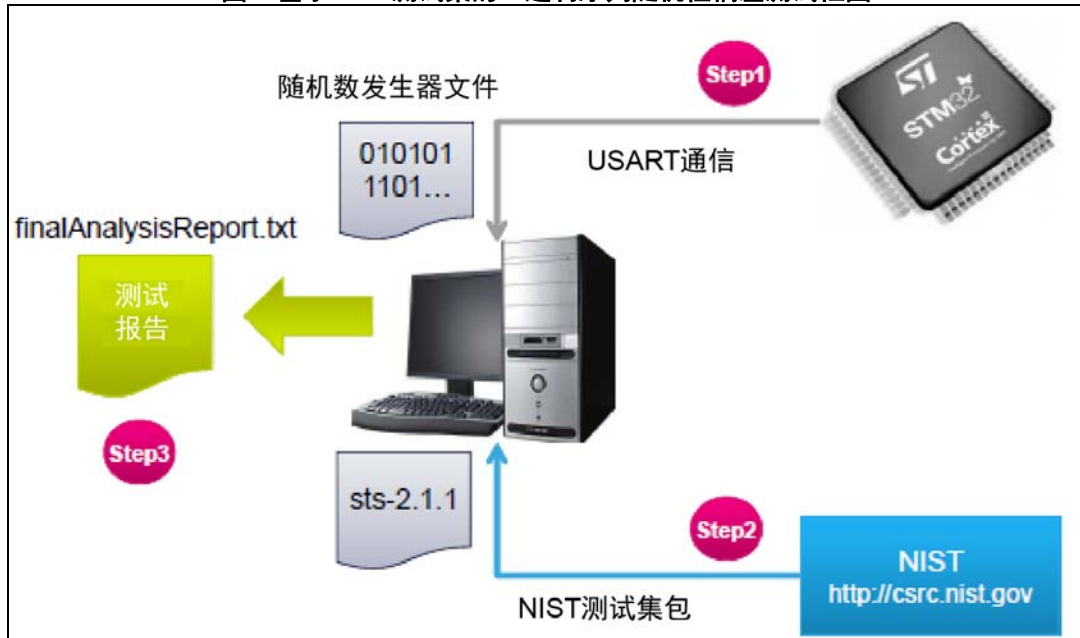 Step1
随机数发生器文件
STM32
Cortex
010101
1101...
USART通信
finalAnalysisReport.txt
测试
报告
Step3
sts-2.1.1
Step2
NIST
http://csrc.nist.gov
NIST测试集包